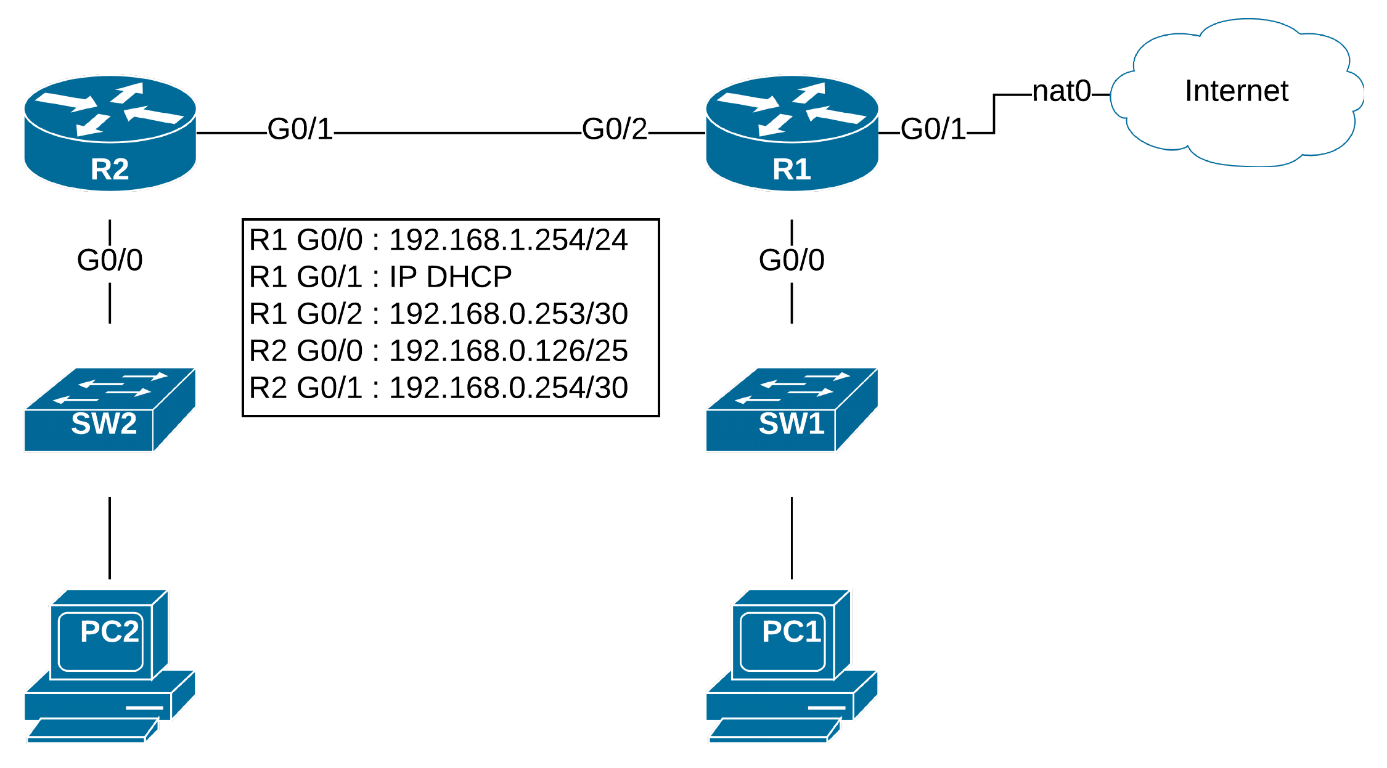 nat0
Internet
G0/1
G0/2
G0/1
R2
R1
R1 G0/0 : 192.168.1.254/24
R1 G0/1 : IP DHCP
R1 G0/2 : 192.168.0.253/30
R2 G0/0 : 192.168.0.126/25
R2 G0/1 : 192.168.0.254/30
G0/0
G0/0
SW2
SW1
PC2
PC1